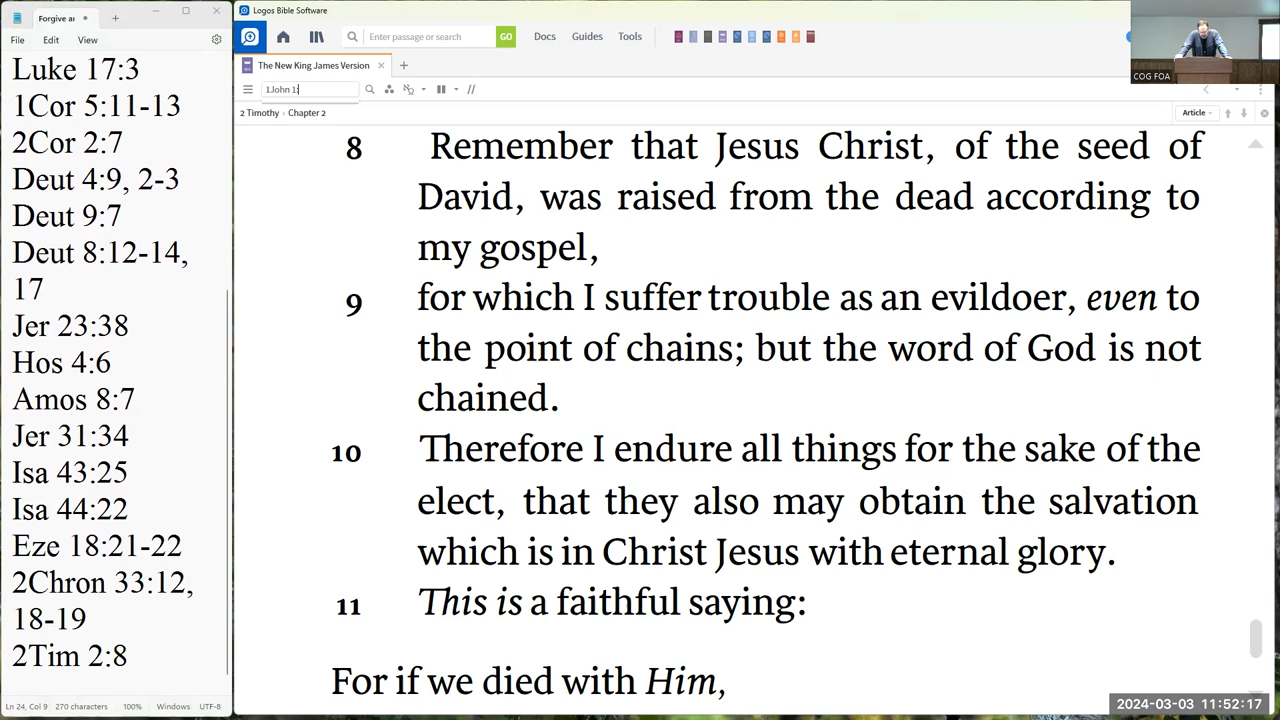 Forgive ar
File Edit View
Luke 17:3
1Cor 5:11-13
2Cor 2:7
Deut 4:9, 2-3
Deut 9:7
Deut 8:12-14,
17
Jer 23:38
Hos 4:6
Amos 8:7
Jer 31:34
Isa 43:25
Isa 44:22
Eze 18:21-22
2Chron 33:12,
18-19
2Tim 2:8
Ln 24, Col 9 270 characters 100% Windows UTF-8
Logos Bible Software
Enter passage or search GO Docs Guides Tools
The New King James Version
1John 1:
2 Timothy › Chapter 2 Article
8 Remember that Jesus Christ, of the seed of
David, was raised from the dead according to
my gospel,
9 for which I suffer trouble as an evildoer, even to
the point of chains; but the word of God is not
chained.
10 Therefore I endure all things for the sake of the
elect, that they also may obtain the salvation
which is in Christ Jesus with eternal glory.
11 This is a faithful saying:
For if we died with Him,
COG FOA
2024-03-03 11:52:17